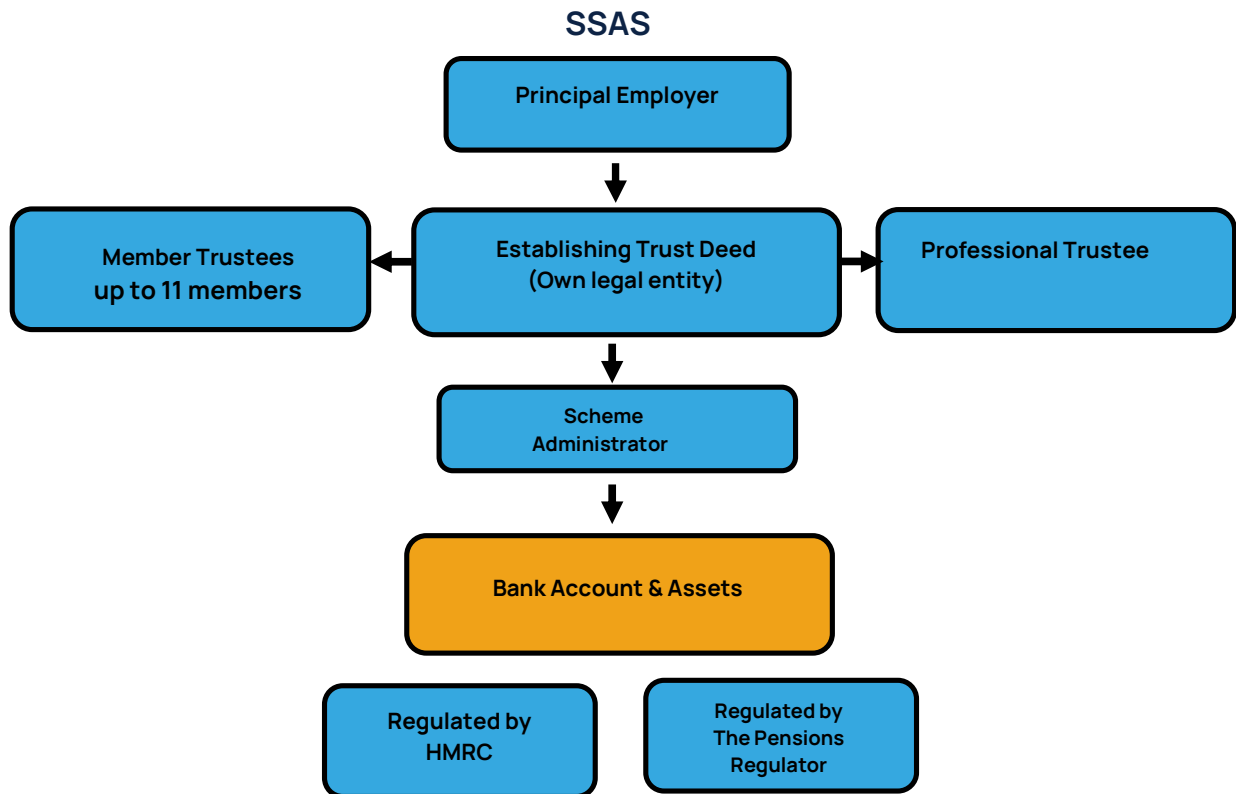 SSAS
Principal Employer
Member Trustees
up to 11 members
Establishing Trust Deed
(Own legal entity)
Professional Trustee
Scheme
Administrator
Bank Account & Assets
Regulated by
HMRC
Regulated by
The Pensions
Regulator